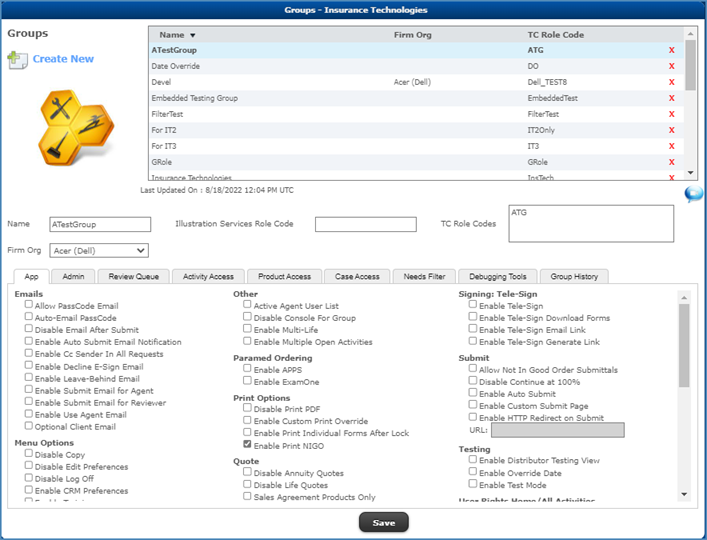 Groups - Insurance Technologies
Groups
Create New
Name ▼ Firm Org TC Role Code
ATestGroup ATG X
Date Override DO X
Devel Acer (Dell) Dell_TEST8 X
Embedded Testing Group EmbeddedTest X
FilterTest FilterTest X
For IT2 IT2Only X
For IT3 IT3 X
GRole GRole X
Insurance Technologies InsTech X
Last Updated On : 8/18/2022 12:04 PM UTC
Name ATestGroup Illustration Services Role Code TC Role Codes ATG
Firm Org Acer (Dell)
App Admin Review Queue Activity Access Product Access Case Access Needs Filter Debugging Tools Group History
Emails
Allow PassCode Email
Auto-Email PassCode
Disable Email After Submit
Enable Auto Submit Email Notification
Enable Cc Sender In All Requests
Enable Decline E-Sign Email
Enable Leave-Behind Email
Enable Submit Email for Agent
Enable Submit Email for Reviewer
Enable Use Agent Email
Optional Client Email
Menu Options
Disable Copy
Disable Edit Preferences
Disable Log Off
Enable CRM Preferences
Other
Active Agent User List
Disable Console For Group
Enable Multi-Life
Enable Multiple Open Activities
Paramed Ordering
Enable APPS
Enable ExamOne
Print Options
Disable Print PDF
Enable Custom Print Override
Enable Print Individual Forms After Lock
Enable Print NIGO
Quote
Disable Annuity Quotes
Disable Life Quotes
Sales Agreement Products Only
Signing: Tele-Sign
Enable Tele-Sign
Enable Tele-Sign Download Forms
Enable Tele-Sign Email Link
Enable Tele-Sign Generate Link
Submit
Allow Not In Good Order Submittals
Disable Continue at 100%
Enable Auto Submit
Enable Custom Submit Page
Enable HTTP Redirect on Submit
URL:
Testing
Enable Distributor Testing View
Enable Override Date
Enable Test Mode
User Rights Home/All Activities
Save